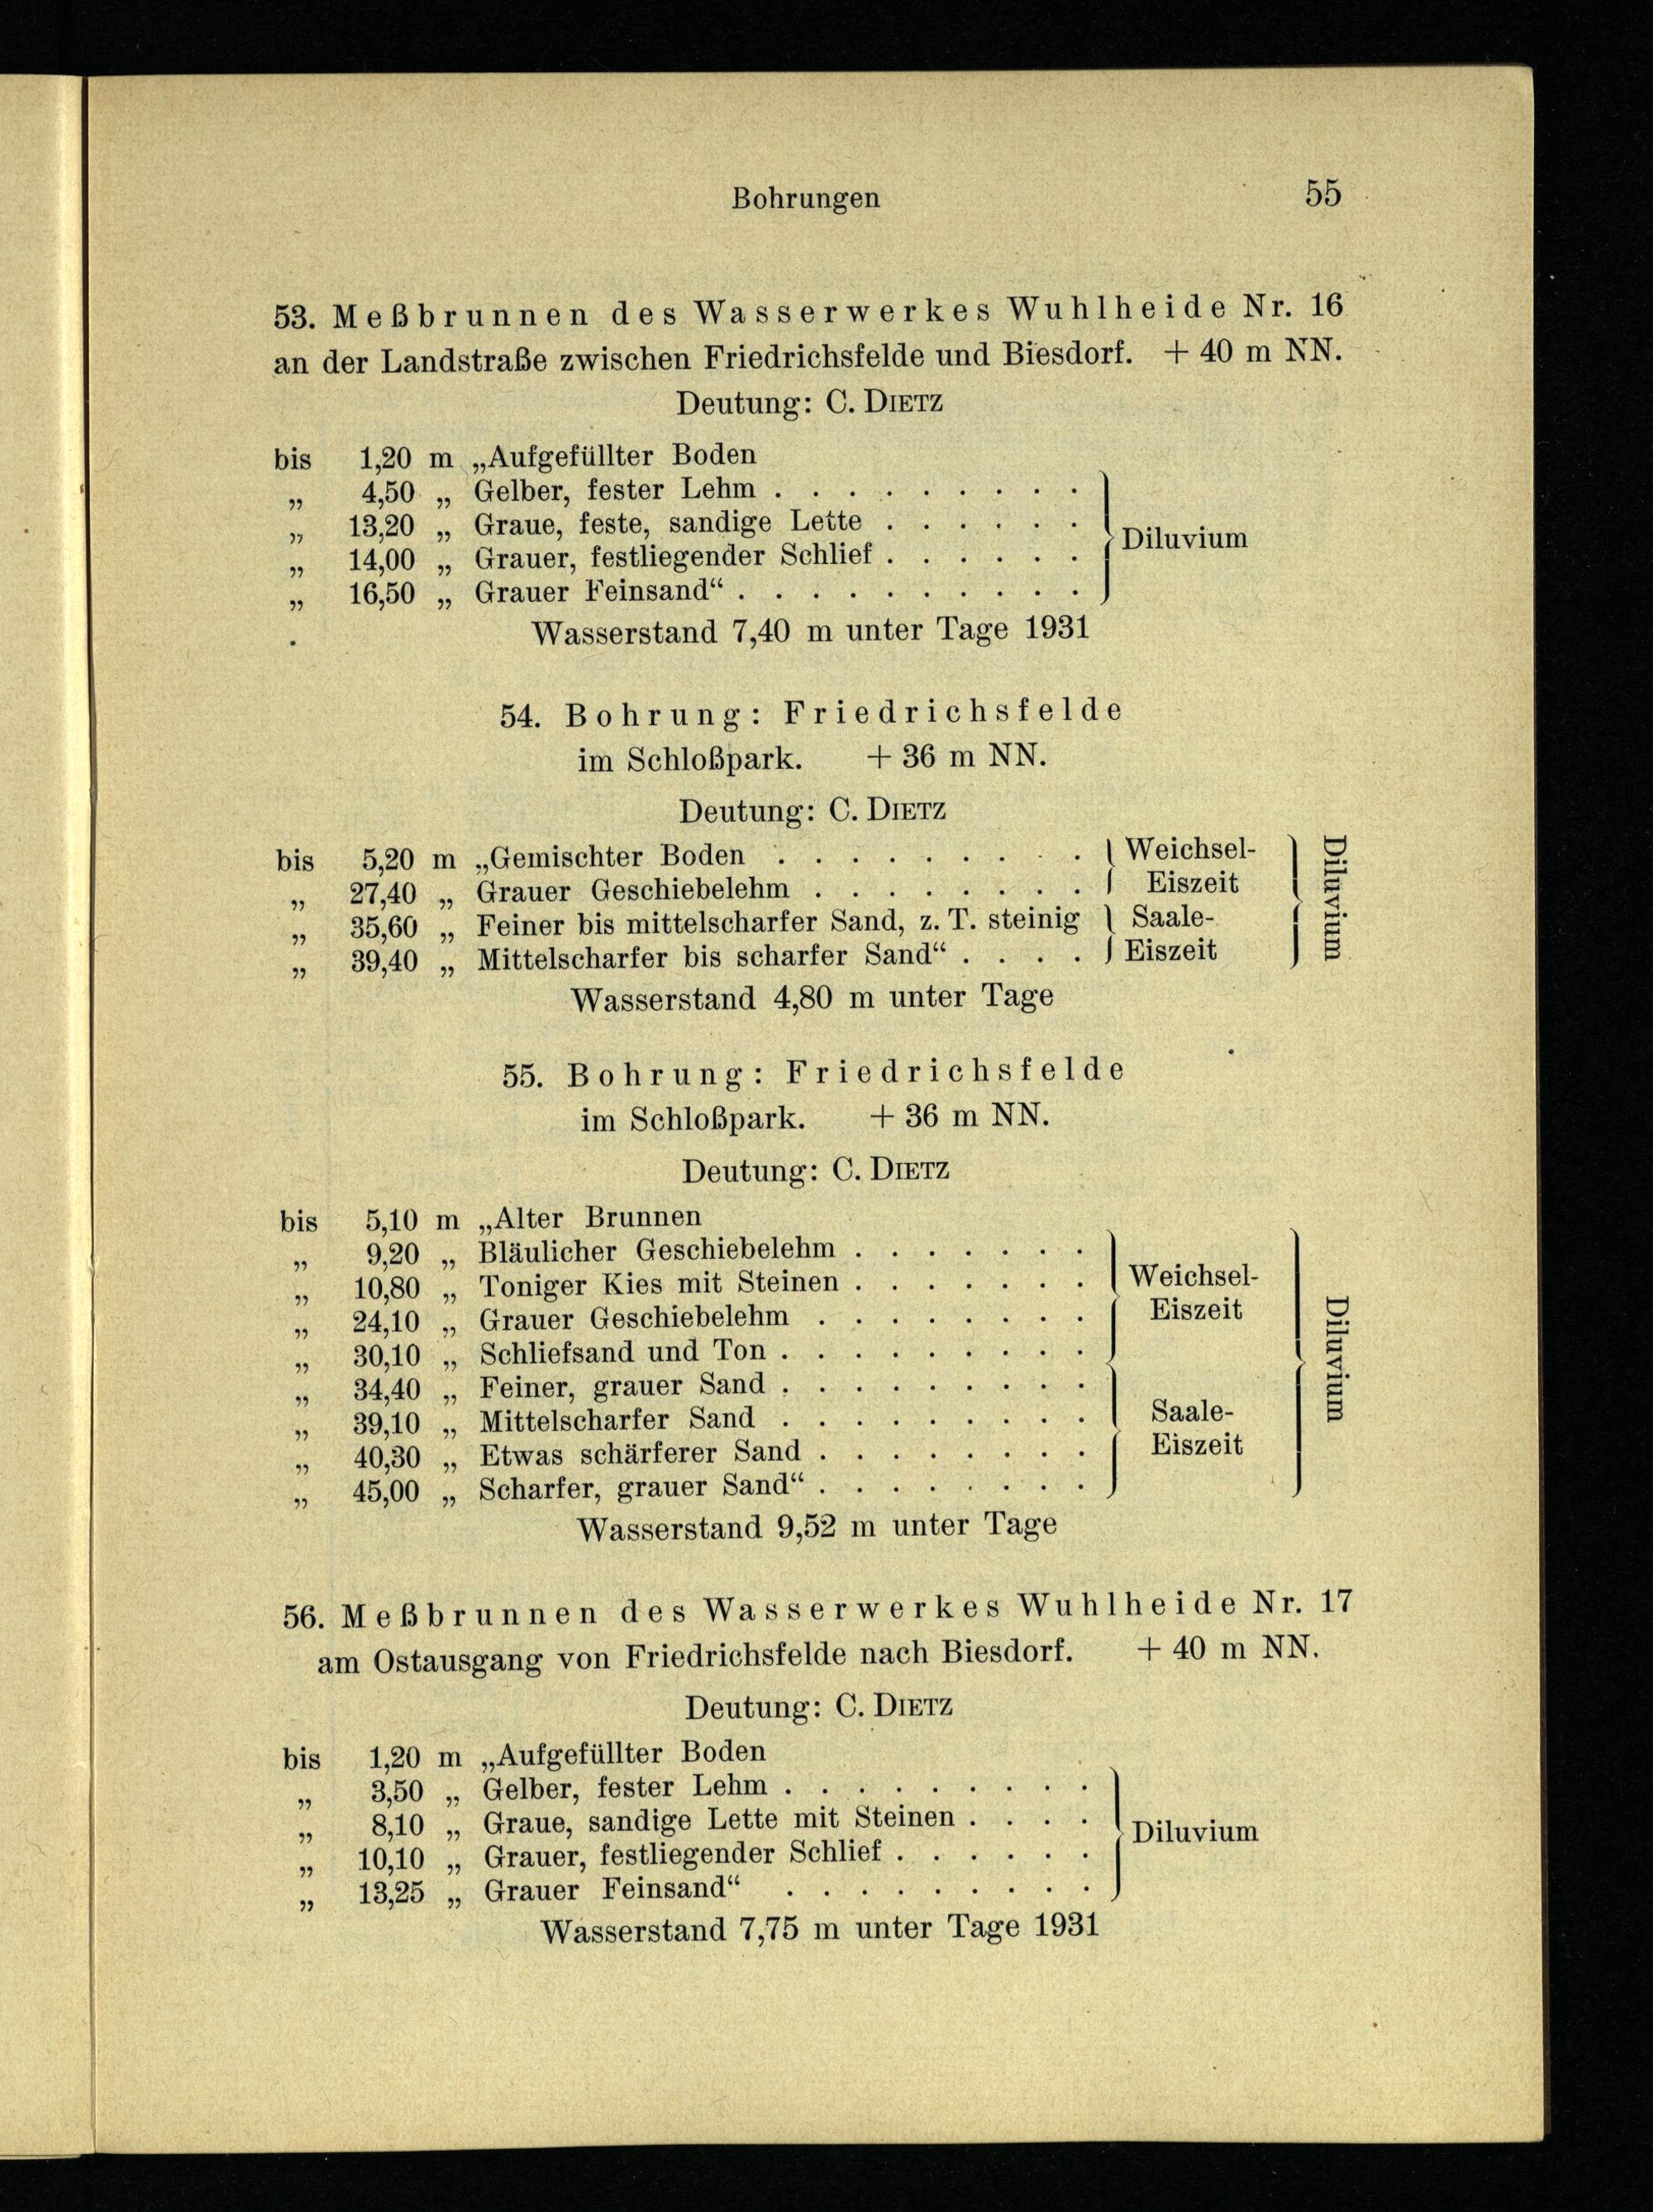 Bohrungen 55
53. Meßbrunnen des Wasserwerkes Wuhlheide Nr. 16
an der Landstraße zwischen Friedrichsfelde und Biesdorf. + 40 m NN.
Deutung: C. DIETZ
bis 1,20 m „Aufgefüllter Boden
„ 4,50 „ Gelber, fester Lehm . . . . . . . . .
„ 13,20 „ Graue, feste, sandige Lette . . . . . .
Diluvium
„ 14,00 „ Grauer, festliegender Schlief . . . . . .
„ 16,50 „ Grauer Feinsand“ . . . . . . . . . .
Wasserstand 7,40 m unter Tage 1931
54. Bohrung: Friedrichsfelde
im Schloßpark. + 36 m NN.
Deutung: C. DIETZ
bis 5,20 m „Gemischter Boden . . . . . . . . . Weichsel-
„ 27,40 „ Grauer Geschiebelehm . . . . . . . . Eiszeit
„ 35,60 „ Feiner bis mittelscharfer Sand, z. T. steinig Saale-
„ 39,40 „ Mittelscharfer bis scharfer Sand“ . . . . Eiszeit
Diluvium
Wasserstand 4,80 m unter Tage
55. Bohrung: Friedrichsfelde
im Schloßpark. + 36 m NN.
Deutung: C. DIETZ
bis 5,10 m „Alter Brunnen
„ 9,20 „ Bläulicher Geschiebelehm . . . . . . .
„ 10,80 „ Toniger Kies mit Steinen . . . . . . . Weichsel-
„ 24,10 „ Grauer Geschiebelehm . . . . . . . . Eiszeit
„ 30,10 „ Schliefsand und Ton . . . . . . . . .
„ 34,40 „ Feiner, grauer Sand . . . . . . . . .
„ 39,10 „ Mittelscharfer Sand . . . . . . . . . Saale-
„ 40,30 „ Etwas schärferer Sand . . . . . . . . Eiszeit
„ 45,00 „ Scharfer, grauer Sand“ . . . . . . . .
Diluvium
Wasserstand 9,52 m unter Tage
56. Meßbrunnen des Wasserwerkes Wuhlheide Nr. 17
am Ostausgang von Friedrichsfelde nach Biesdorf. + 40 m NN.
Deutung: C. DIETZ
bis 1,20 m „Aufgefüllter Boden
„ 3,50 „ Gelber, fester Lehm . . . . . . . . .
„ 8,10 „ Graue, sandige Lette mit Steinen . . . .
Diluvium
„ 10,10 „ Grauer, festliegender Schlief . . . . . .
„ 13,25 „ Grauer Feinsand“ . . . . . . . . .
Wasserstand 7,75 m unter Tage 1931